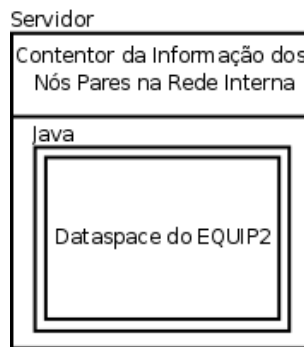 Servidor
Contentor da Informação dos
Nós Pares na Rede Interna
Java
Dataspace do EQUIP2